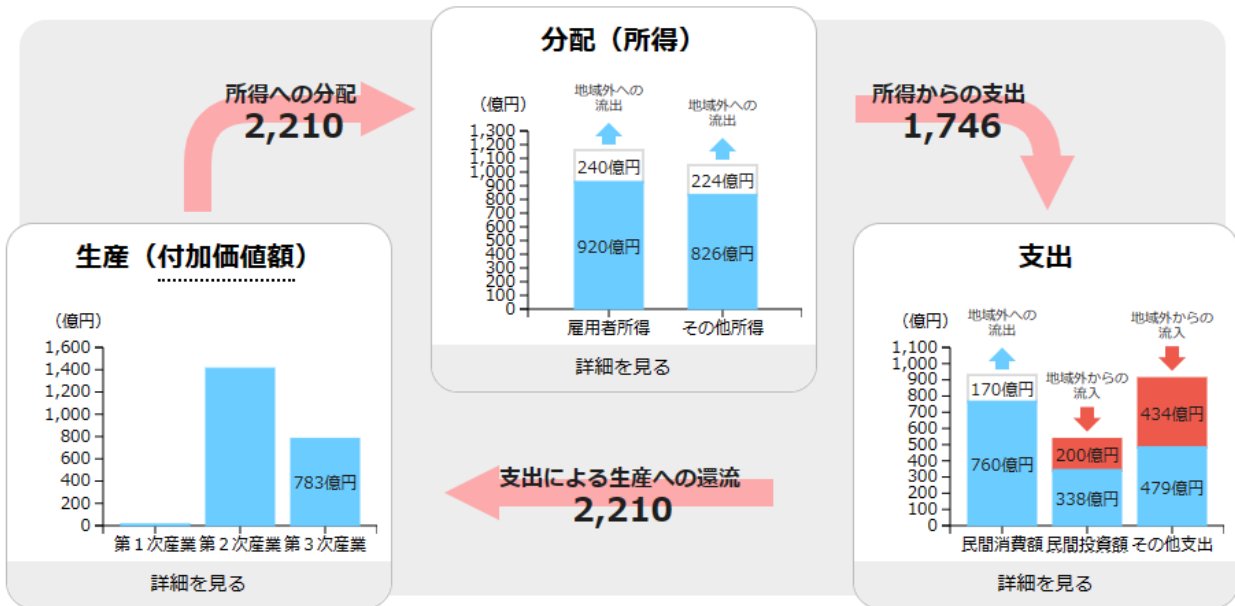 分配（所得）
（億円）
地域外への
流出
地域外への
流出
1,300
1,200
1,100
1,000
900
800
700
600
500
400
300
200
100
0
240億円
224億円
920億円
826億円
雇用者所得
その他所得
詳細を見る
所得への分配
2,210
所得からの支出
1,746
生産（付加価値額）
（億円）
1,600
1,400
1,200
1,000
800
600
400
200
0
783億円
第１次産業
第２次産業
第３次産業
詳細を見る
支出
（億円）
地域外への
流出
地域外からの
流入
地域外からの
流入
1,100
1,000
900
800
700
600
500
400
300
200
100
0
170億円
760億円
200億円
338億円
434億円
479億円
民間消費額
民間投資額
その他支出
詳細を見る
支出による生産への還流
2,210